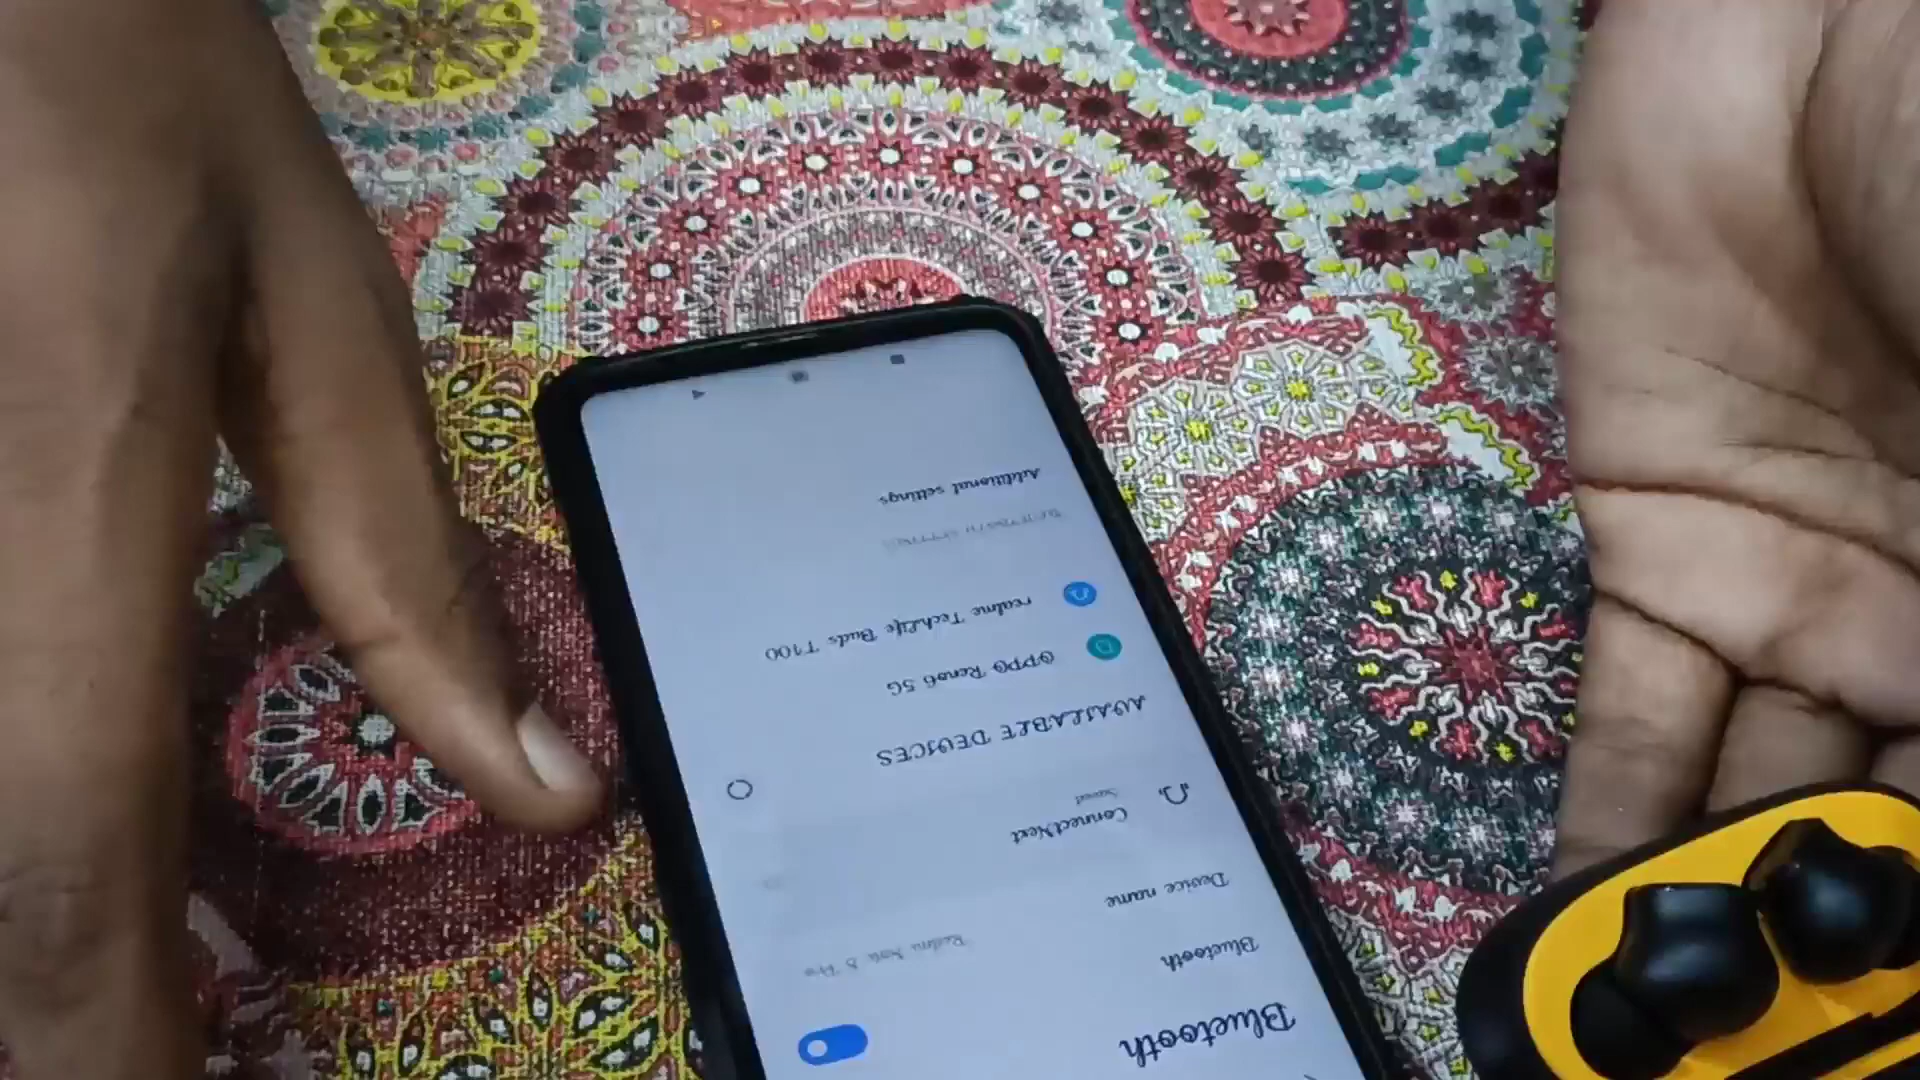 Bluetooth
Bluetooth
Device name
Redmi Note 8 Pro
ConnectNext
Saved
AVAILABLE DEVICES
OPPO Reno6 5G
realme TechLife Buds T100
Additional settings